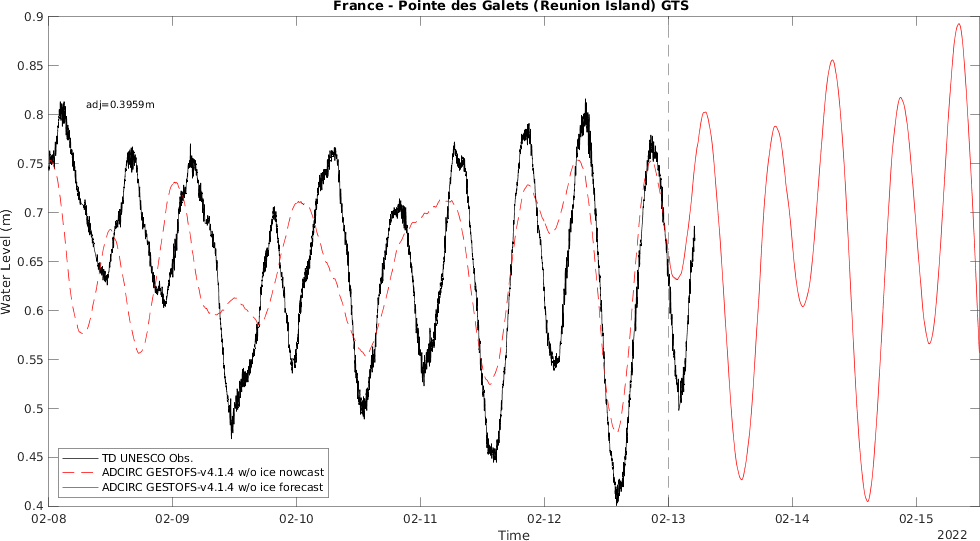 France - Pointe des Galets (Reunion Island) GTS
0.9
0.85
0.8
0.75
0.7
0.65
0.6
0.55
0.5
0.45
0.4
Water Level (m)
adj=0.3959m
TD UNESCO Obs.
ADCIRC GESTOFS-v4.1.4 w/o ice nowcast
ADCIRC GESTOFS-v4.1.4 w/o ice forecast
02-08 02-09 02-10 02-11 02-12 02-13 02-14 02-15
Time
2022